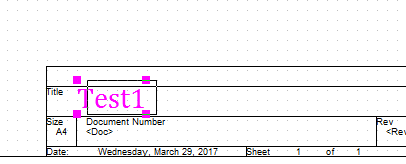 Title Test1
Size Document Number Rev
A4 <Doc> <Rev
Date: Wednesday, March 29, 2017 Sheet 1 of 1